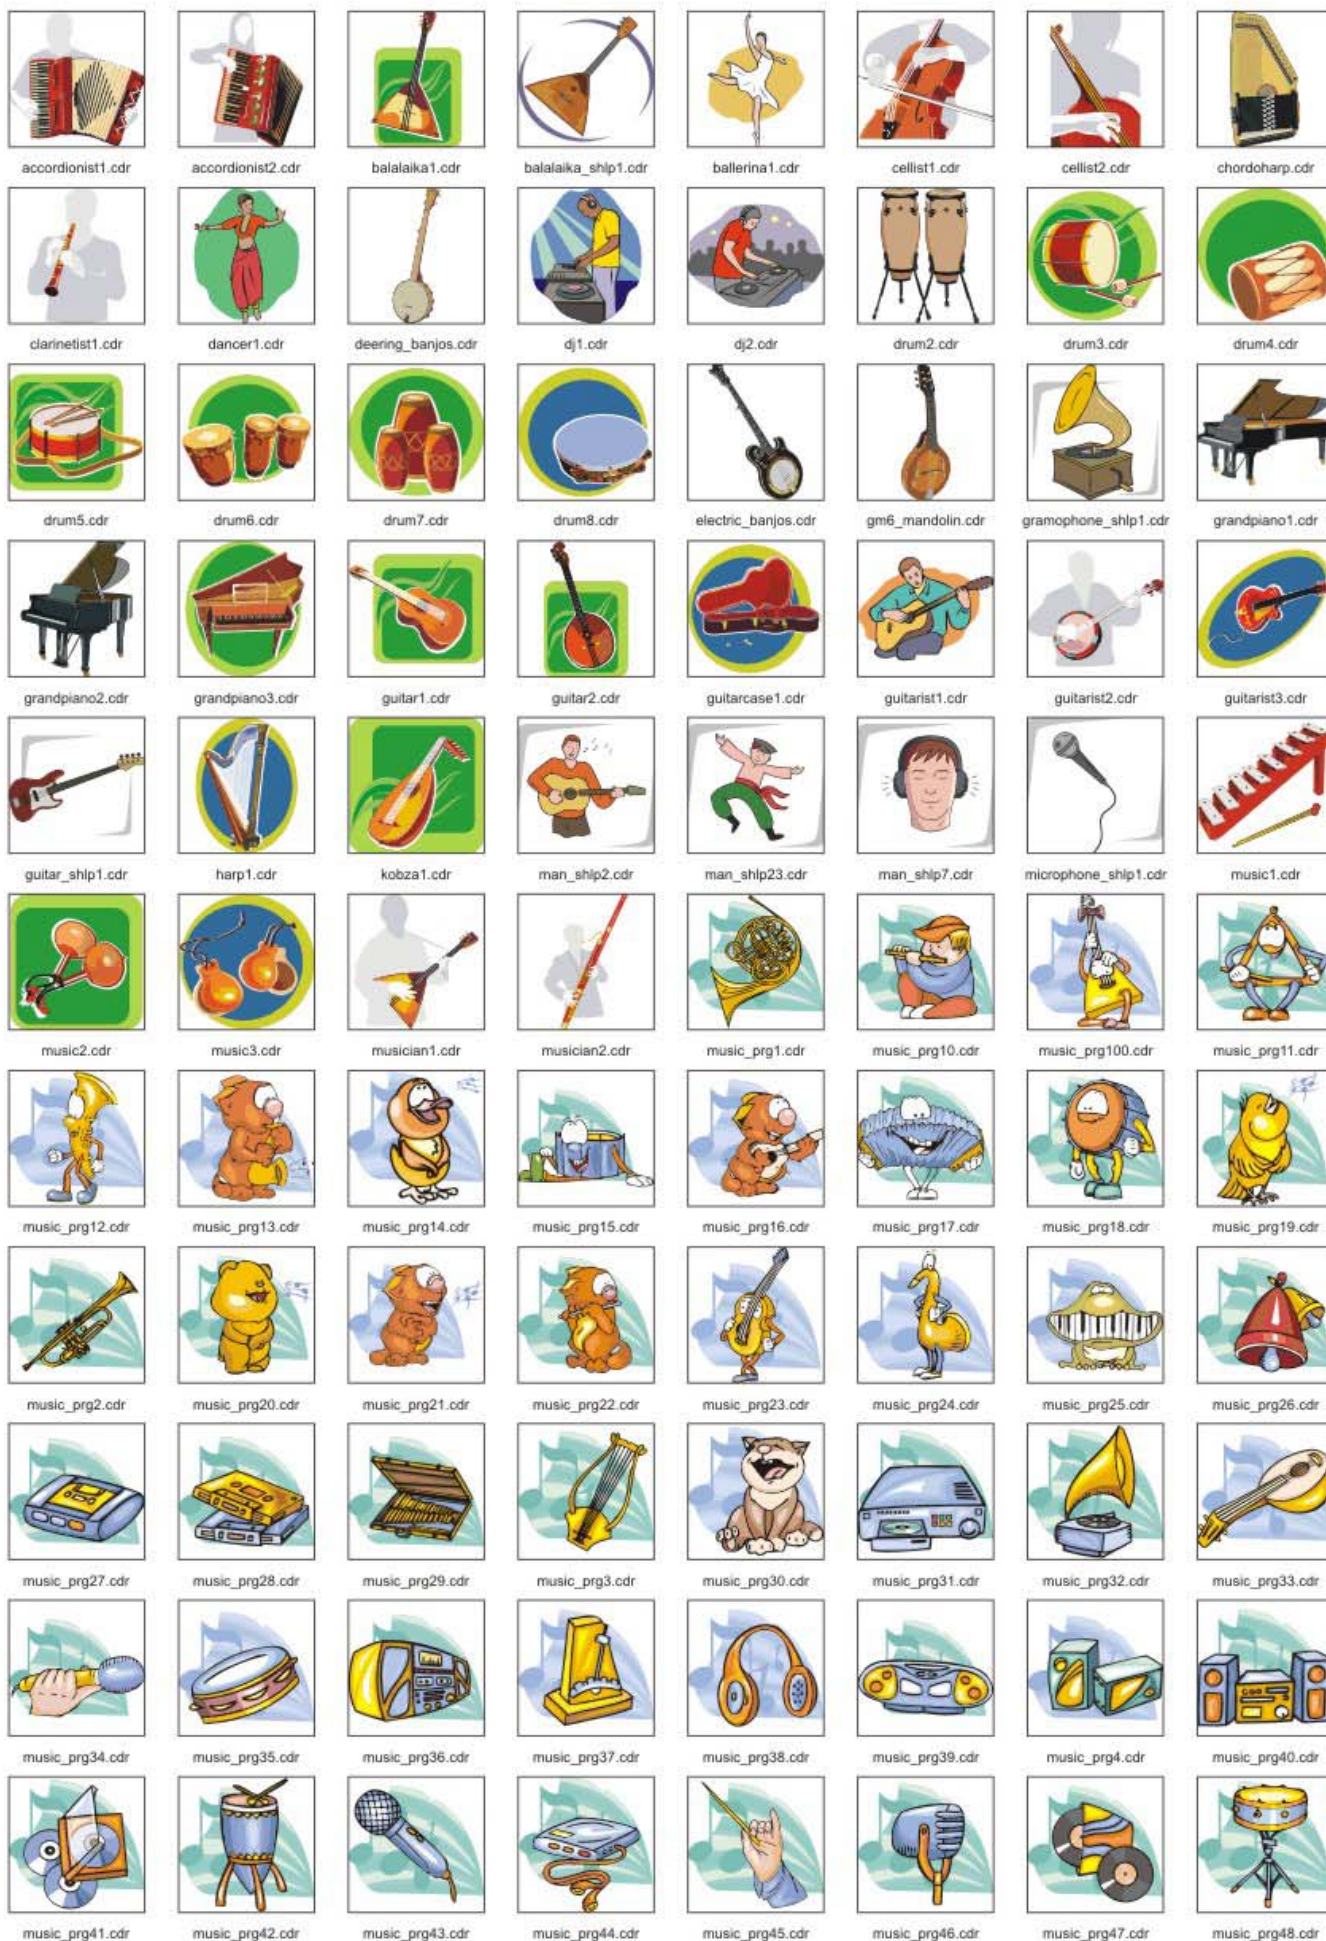 accordionist1.cdr accordionist2.cdr balalaika1.cdr balalaika_shlp1.cdr ballerina1.cdr cellist1.cdr cellist2.cdr chordoharp.cdr
clarinetist1.cdr dancer1.cdr deering_banjos.cdr dj1.cdr dj2.cdr drum2.cdr drum3.cdr drum4.cdr
drum5.cdr drum6.cdr drum7.cdr drum8.cdr electric_banjos.cdr gm6_mandolin.cdr gramophone_shlp1.cdr grandpiano1.cdr
grandpiano2.cdr grandpiano3.cdr guitar1.cdr guitar2.cdr guitarcase1.cdr guitarist1.cdr guitarist2.cdr guitarist3.cdr
guitar_shlp1.cdr harp1.cdr kobza1.cdr man_shlp2.cdr man_shlp23.cdr man_shlp7.cdr microphone_shlp1.cdr music1.cdr
music2.cdr music3.cdr musician1.cdr musician2.cdr music_prg1.cdr music_prg10.cdr music_prg100.cdr music_prg11.cdr
music_prg12.cdr music_prg13.cdr music_prg14.cdr music_prg15.cdr music_prg16.cdr music_prg17.cdr music_prg18.cdr music_prg19.cdr
music_prg2.cdr music_prg20.cdr music_prg21.cdr music_prg22.cdr music_prg23.cdr music_prg24.cdr music_prg25.cdr music_prg26.cdr
music_prg27.cdr music_prg28.cdr music_prg29.cdr music_prg3.cdr music_prg30.cdr music_prg31.cdr music_prg32.cdr music_prg33.cdr
music_prg34.cdr music_prg35.cdr music_prg36.cdr music_prg37.cdr music_prg38.cdr music_prg39.cdr music_prg4.cdr music_prg40.cdr
music_prg41.cdr music_prg42.cdr music_prg43.cdr music_prg44.cdr music_prg45.cdr music_prg46.cdr music_prg47.cdr music_prg48.cdr